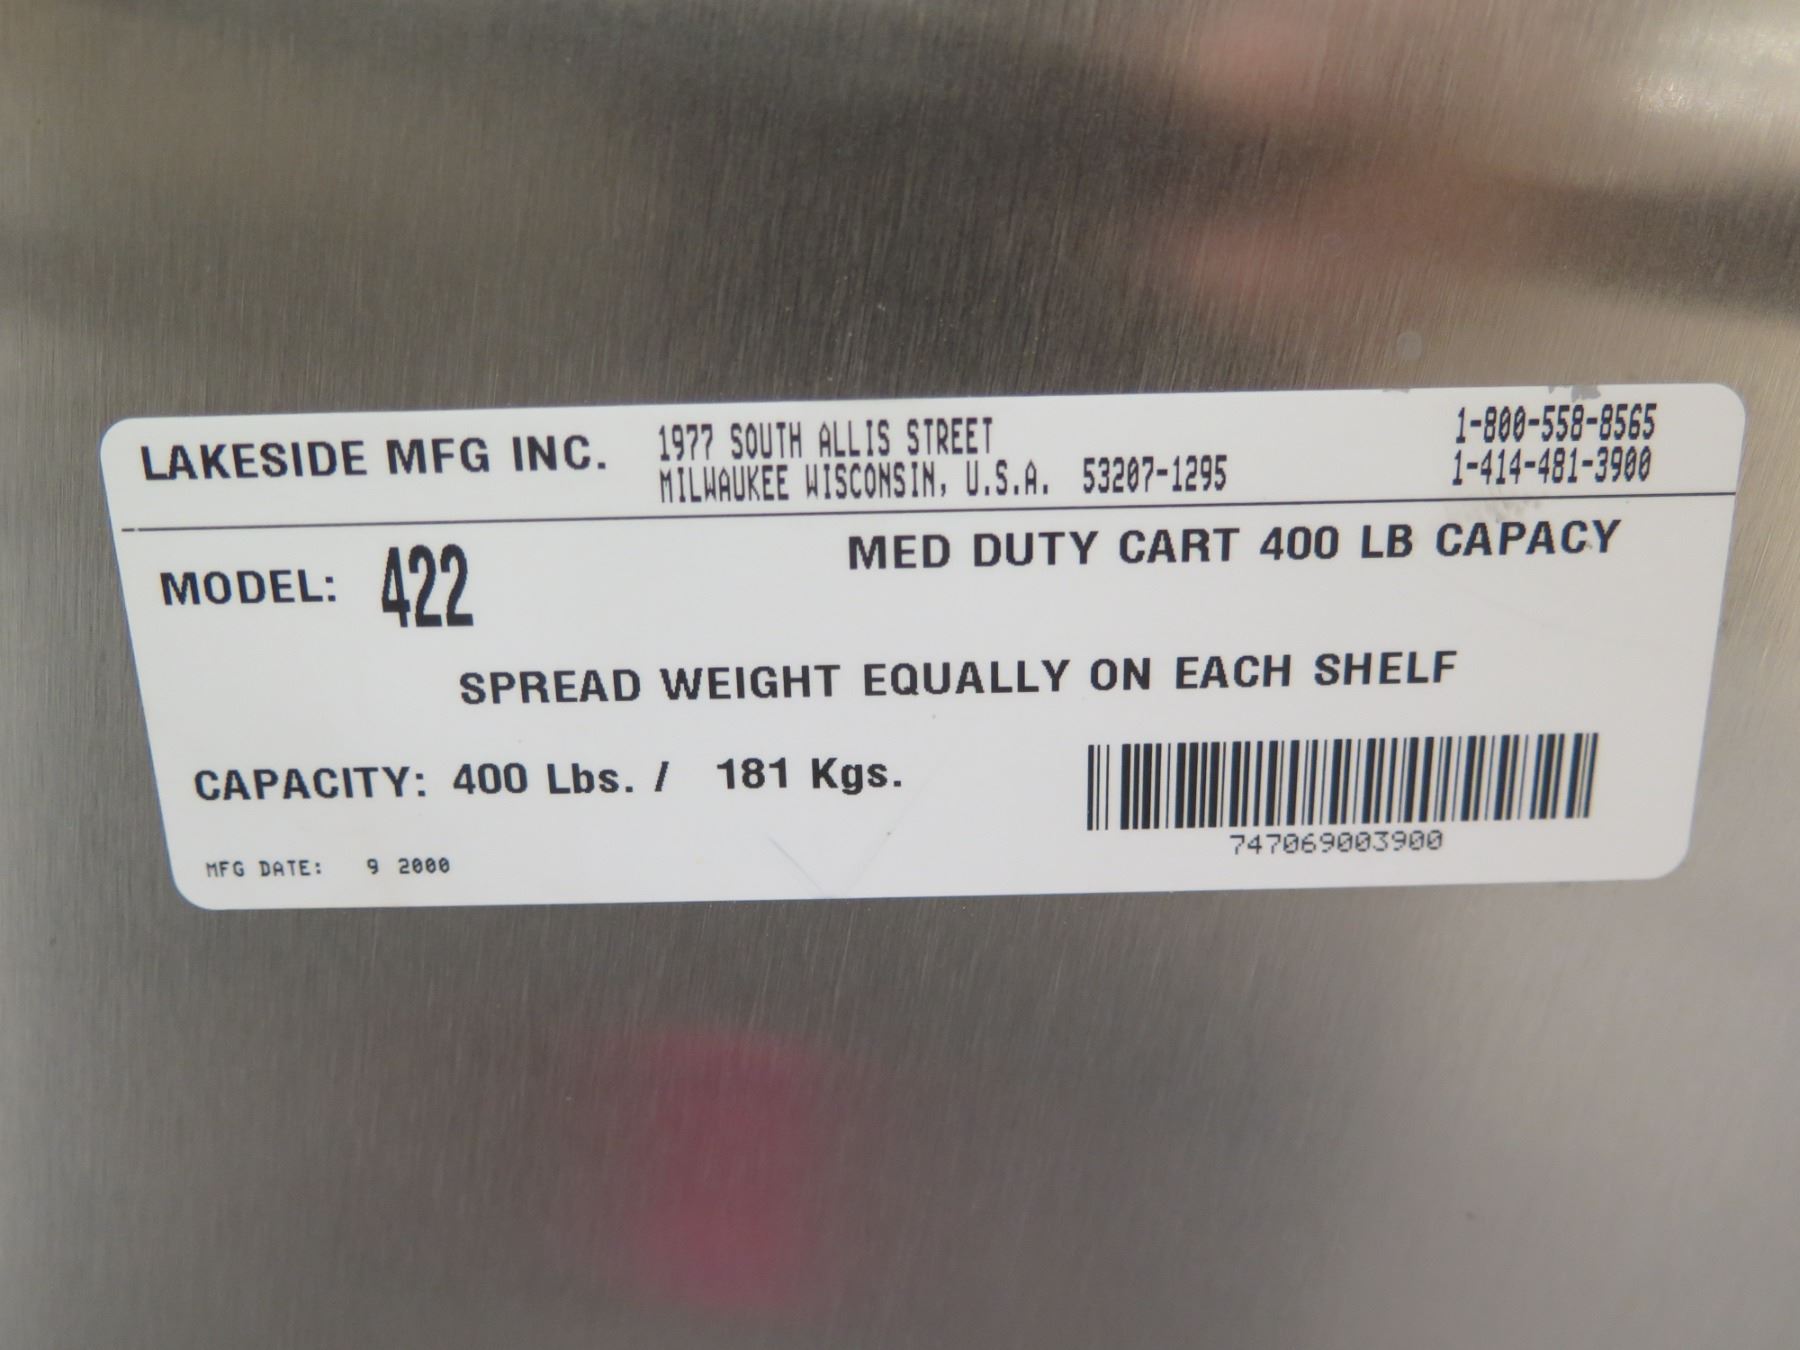 LAKESIDE MFG INC.
1977 SOUTH ALLIS STREET
MILWAUKEE WISCONSIN, U.S.A. 53207-1295
1-800-558-8565
1-414-481-3900
MODEL: 422
MED DUTY CART 400 LB CAPACY
SPREAD WEIGHT EQUALLY ON EACH SHELF
CAPACITY: 400 Lbs. / 181 Kgs.
747069003900
MFG DATE: 9 2000